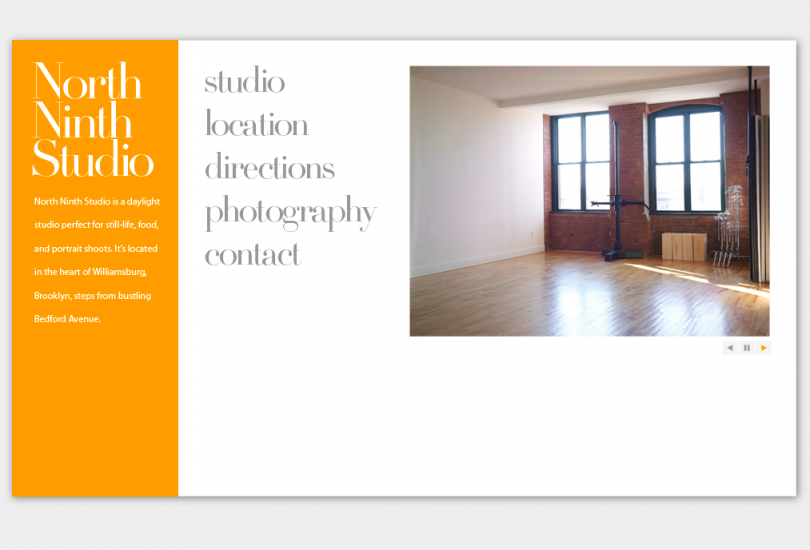 North
Ninth
Studio
North Ninth Studio is a daylight
studio perfect for still-life, food,
and portrait shoots. It's located
in the heart of Williamsburg,
Brooklyn, steps from bustling
Bedford Avenue.
studio
location
directions
photography
contact